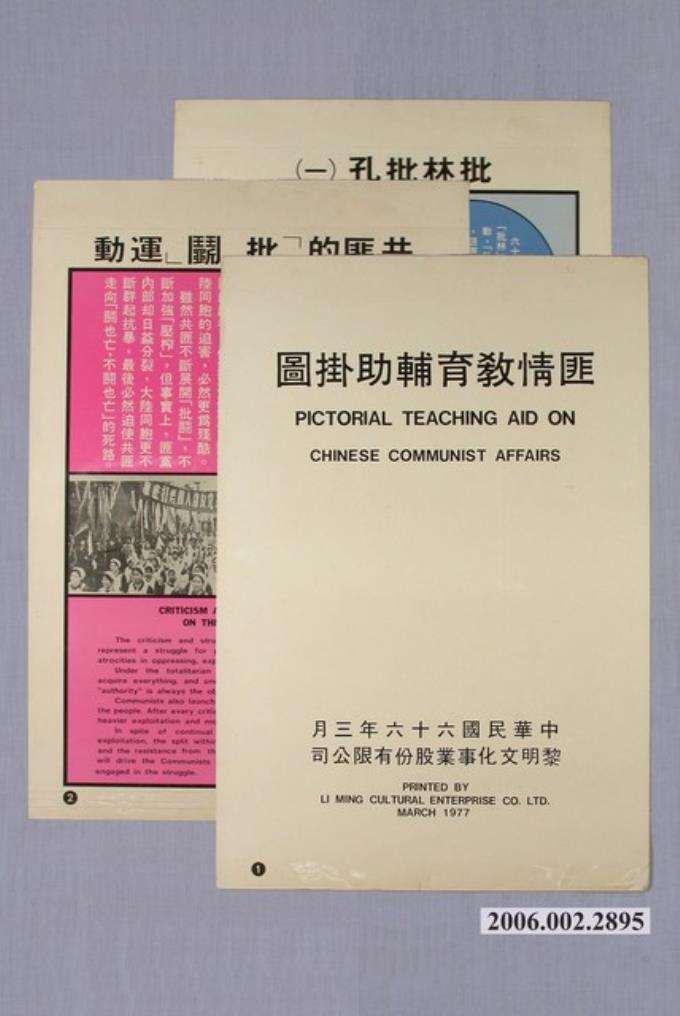 批林批孔（一）
共匪的「批鬪」運動
陸同胞的迫害，必然更爲殘酷。
雖然共匪不斷展開「批鬪」，不
斷加強「壓榨」，但事實上，匪黨
內部却日益分裂，大陸同胞更不
斷群起抗暴，最後必然迫使共匪
走向「鬪也亡，不鬪也亡」的死路。
CRITICISM
ON THE
The criticism and
represent a struggle for
atrocities in oppressing,
Under the totalitarian
acquire everything, and
"authority" is always the
Communists also launch
the people. After every
heavier exploitation and
In spite of continual
exploitation, the split within
and the resistance from
will drive the Communists
engaged in the struggle.
2
匪情教育輔助掛圖
PICTORIAL TEACHING AID ON
CHINESE COMMUNIST AFFAIRS
中華民國六十六年三月
黎明文化事業股份有限公司
PRINTED BY
LI MING CULTURAL ENTERPRISE CO. LTD.
MARCH 1977
1
2006.002.2895